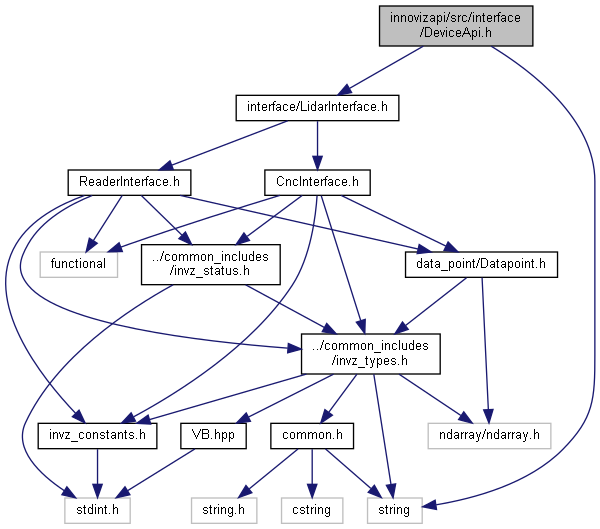 innovizapi/src/interface
/DeviceApi.h
interface/LidarInterface.h
ReaderInterface.h
CncInterface.h
functional
../common_includes
/invz_status.h
data_point/Datapoint.h
../common_includes
/invz_types.h
invz_constants.h
VB.hpp
common.h
ndarray/ndarray.h
stdint.h
string.h
cstring
string